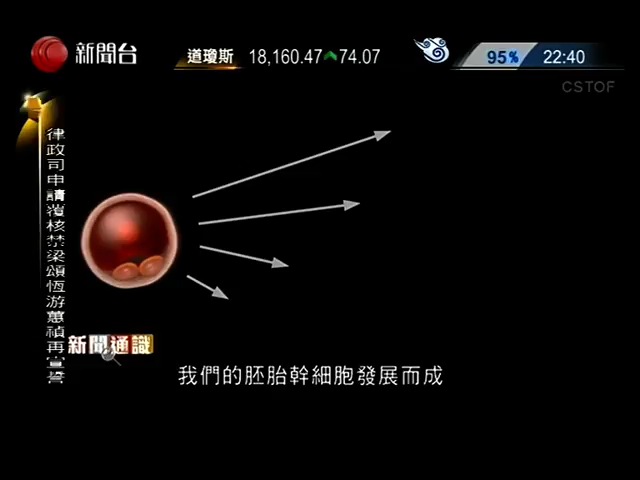 新聞台
道瓊斯 18,160.47 74.07
95% 22:40
CSTOF
律政司申請覆核禁梁頌恆游蕙禎再宣誓
新聞通識
我們的胚胎幹細胞發展而成